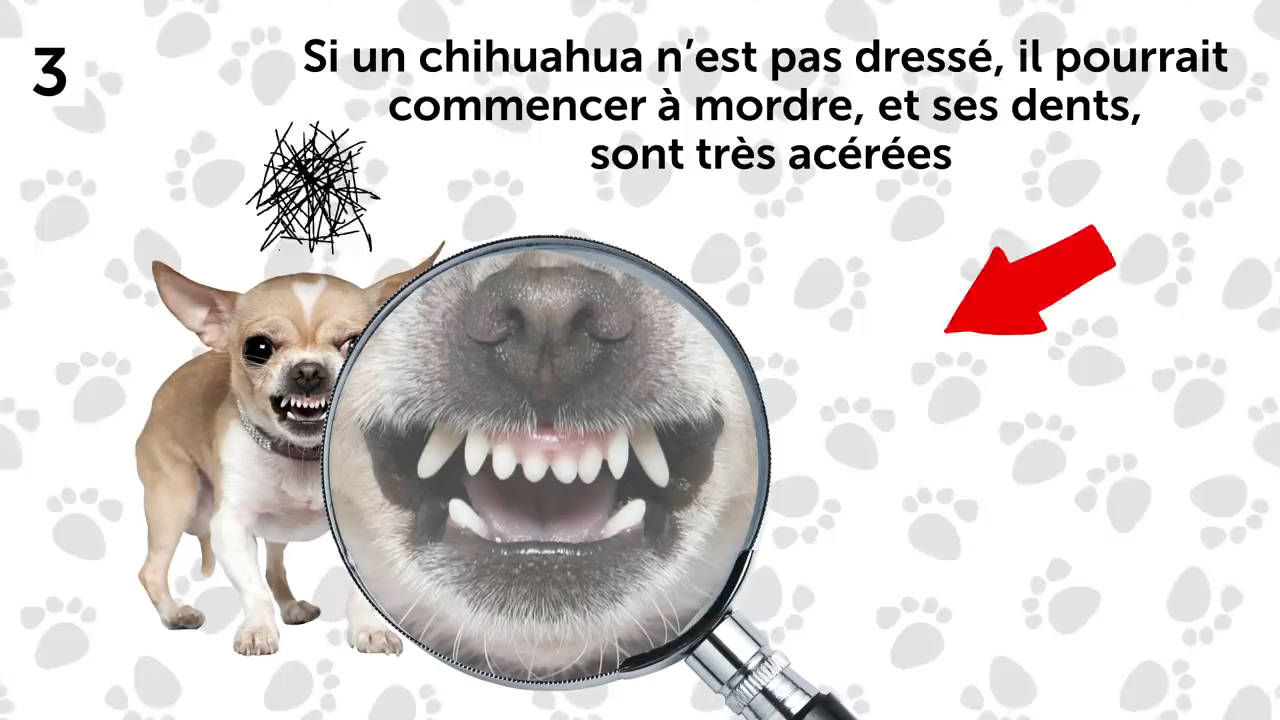 3
Si un chihuahua n’est pas dressé, il pourrait
commencer à mordre, et ses dents,
sont très acérées